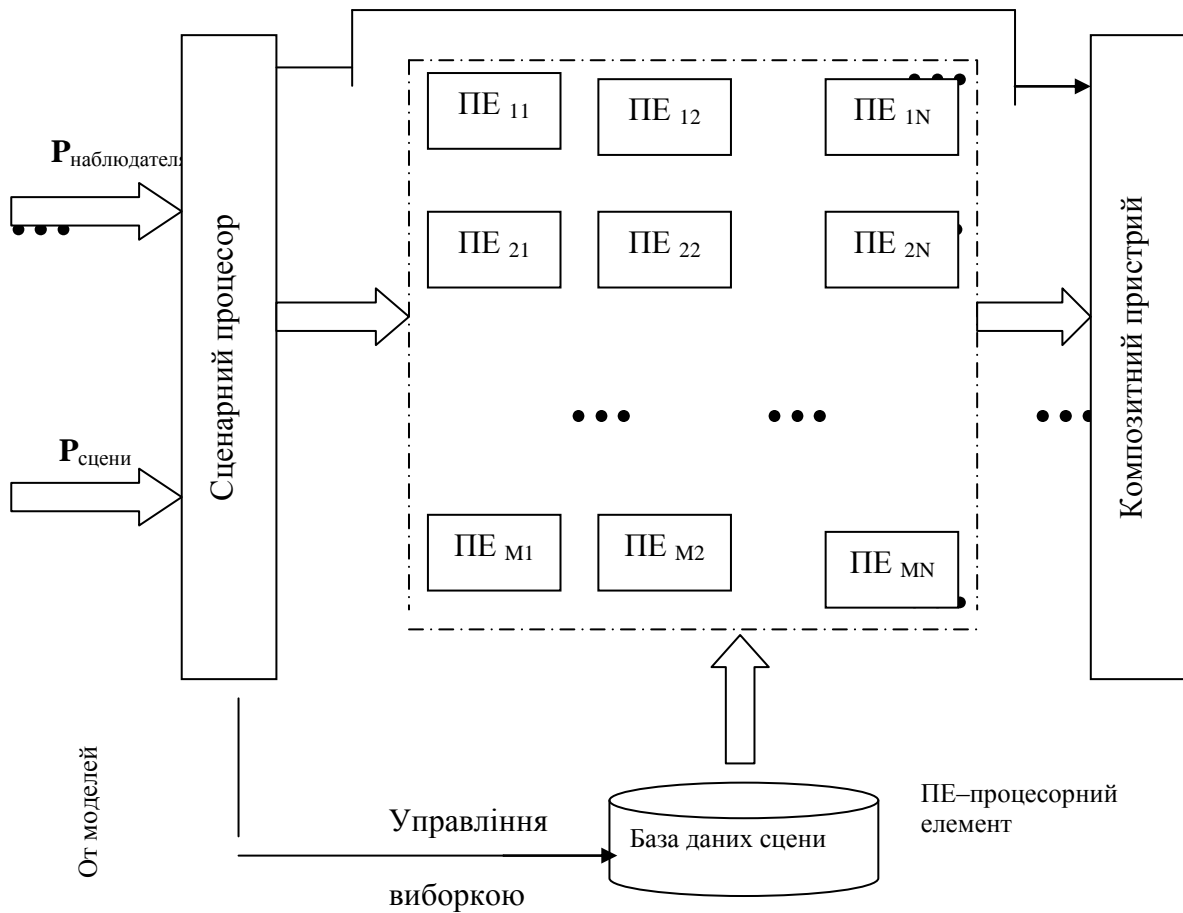 ПЕ 11
ПЕ 12
ПЕ 1N
Pнаблюдателя
Сценарний процесор
ПЕ 21
ПЕ 22
ПЕ 2N
Композитний пристрий
Pсцени
ПЕ M1
ПЕ M2
ПЕ MN
От моделей
Управління
виборкою
База даних сцени
ПЕ–процесорний
елемент